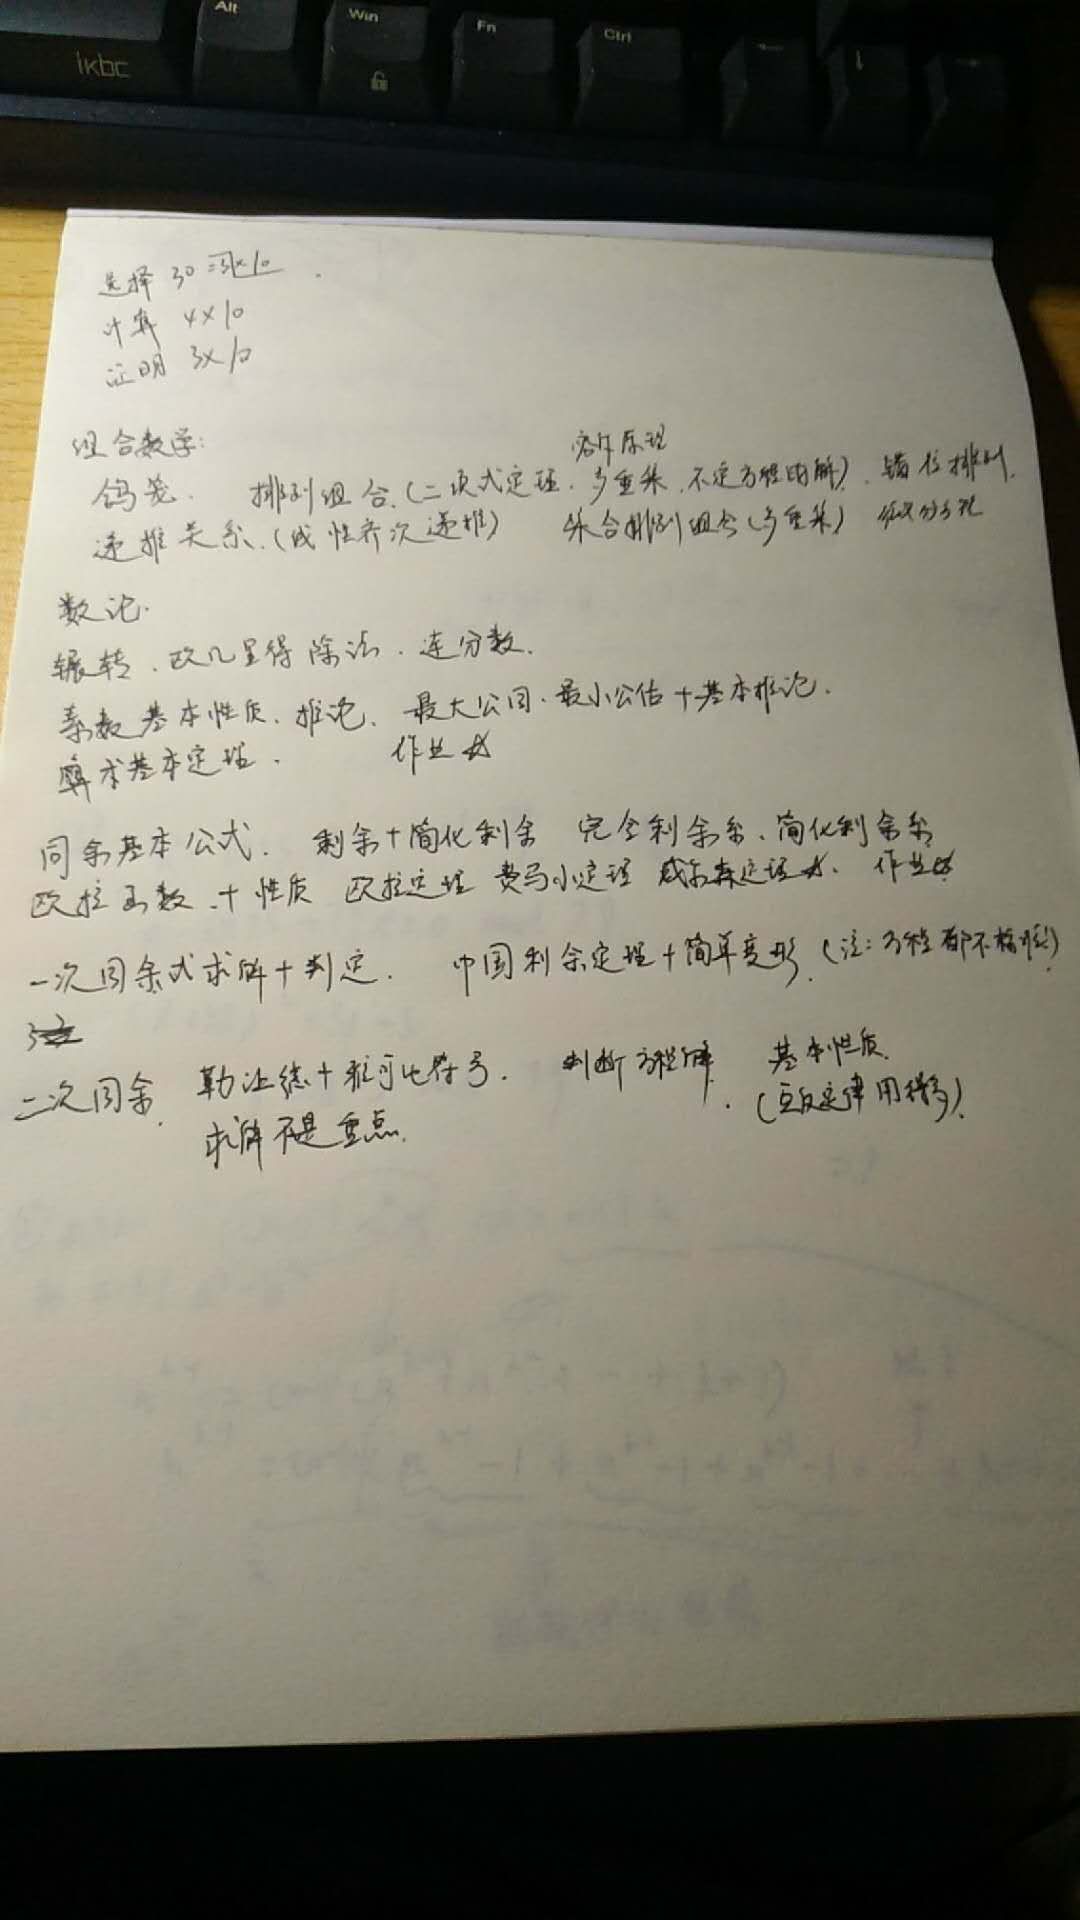 Alt
Win
Fn
Ctrl
ikbc
选择 30 = 3×10
计算 4×10
证明 3×10
组合数学:
容斥原理
鸽笼. 排列组合.(二项式定理. 多重集. 不定方程的解). 错位排列.
递推关系.(线性齐次递推) 集合排列组合(多重集)
数论.
辗转. 欧几里得除法. 连分数.
素数基本性质. 推论. 最大公因. 最小公倍+基本推论.
算术基本定理. 作业☆
同余基本公式. 剩余+简化剩余 完全剩余系. 简化剩余系
欧拉函数.+性质 欧拉定理 费马小定理 威尔森定理☆. 作业☆
一次同余式求解+判定. 中国剩余定理+简单变形.(注:方程都不标准)
二次同余. 勒让德+雅可比符号. 判断方程解. 基本性质.
求解不是重点. (互反定律用得多).